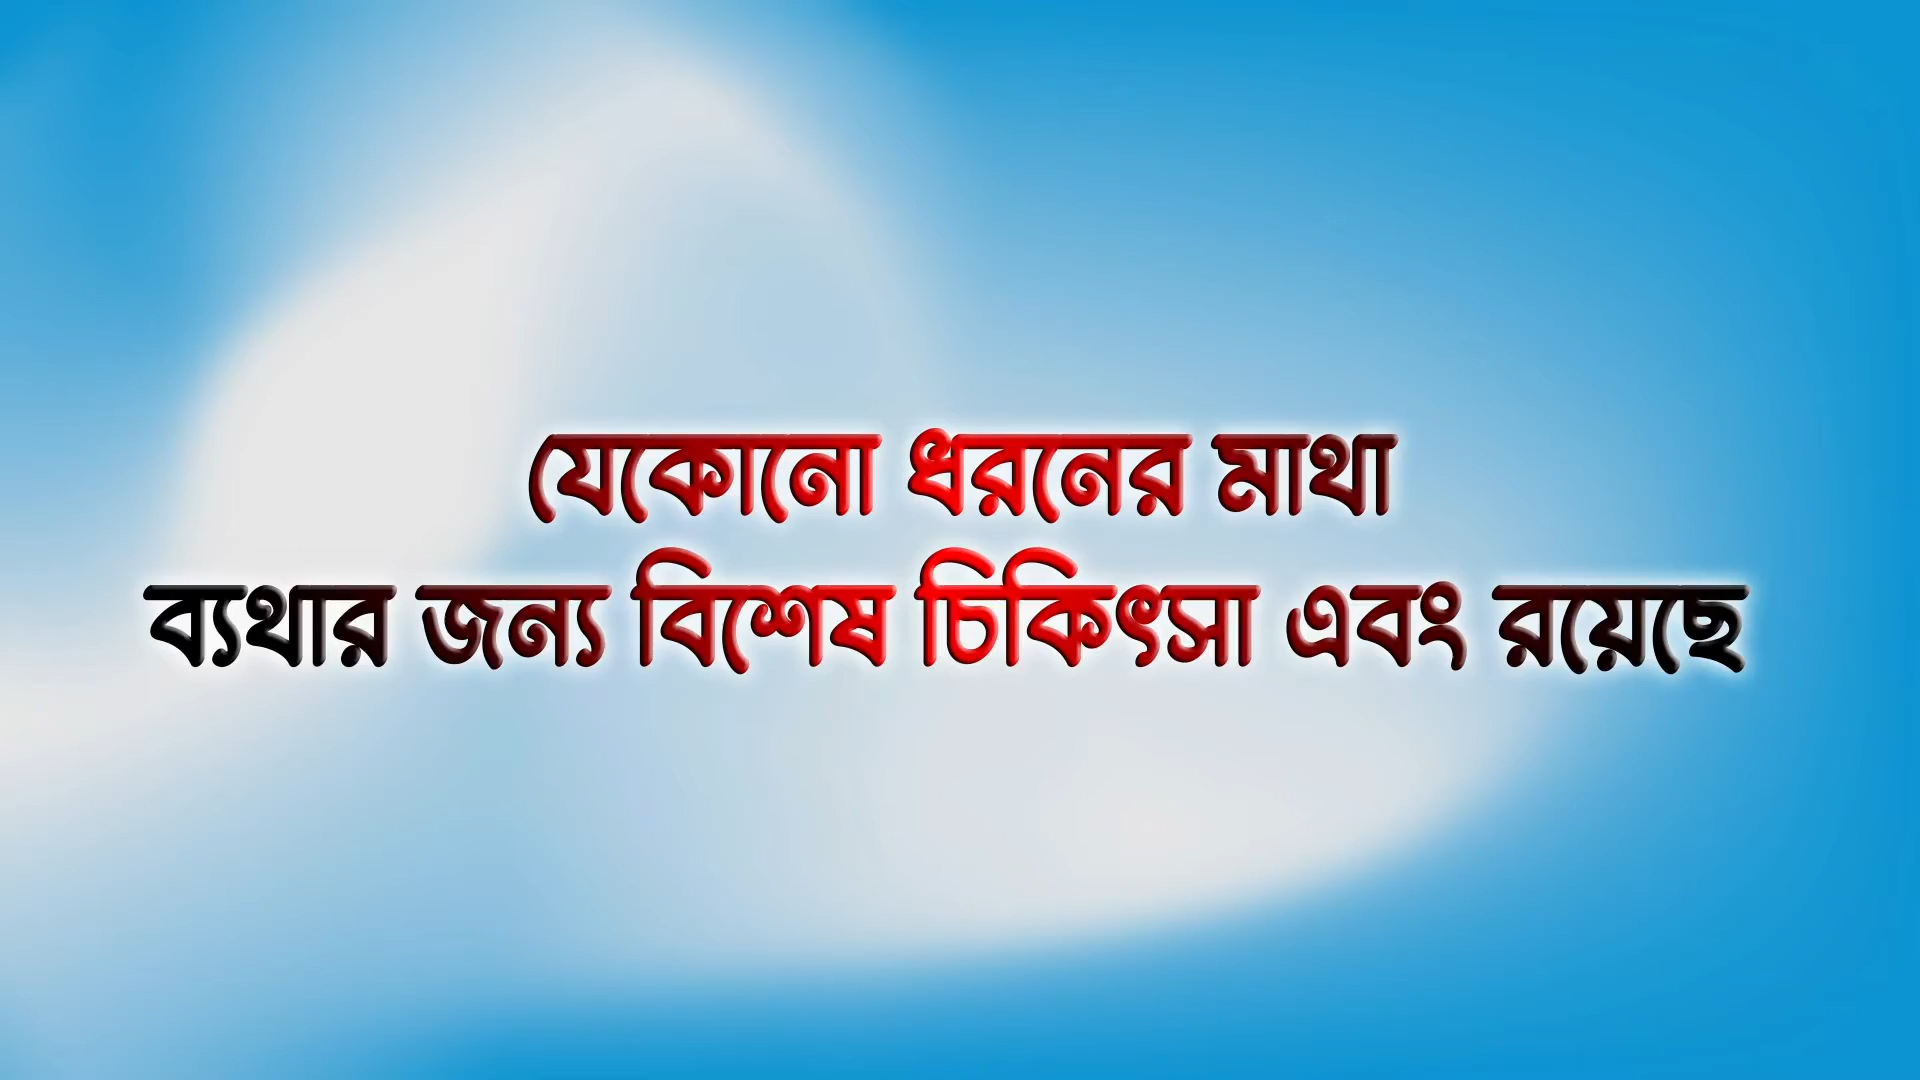 যেকোনো ধরনের মাথা
ব্যথার জন্য বিশেষ চিকিৎসা এবং রয়েছে